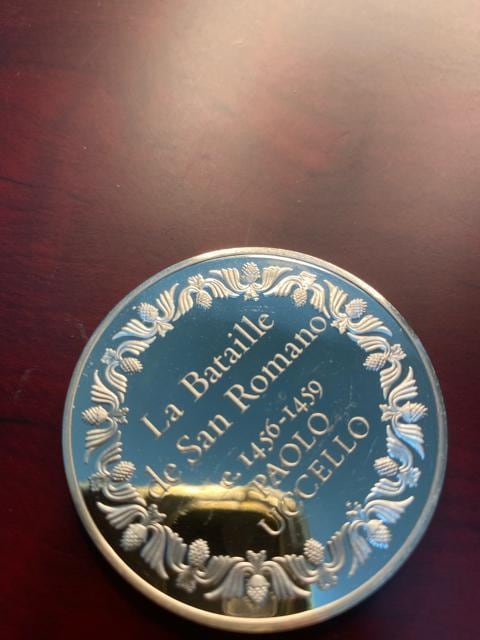 La Bataille
de San Romano
c. 1456-1459
PAOLO
UCCELLO